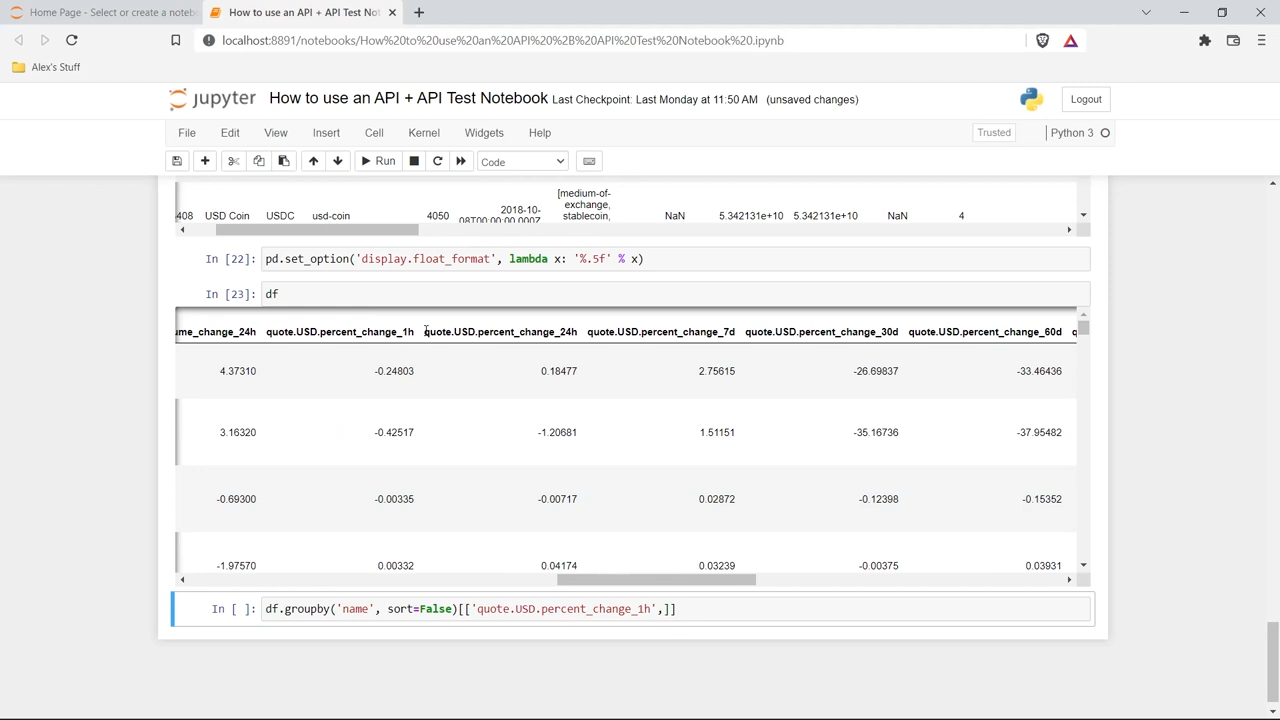 Home Page - Select or create a noteb
How to use an API + API Test Not
localhost:8891/notebooks/How%20to%20use%20an%20API%20%2B%20API%20Test%20Notebook%20.ipynb
Alex's Stuff
jupyter How to use an API + API Test Notebook Last Checkpoint: Last Monday at 11:50 AM (unsaved changes)
Logout
File Edit View Insert Cell Kernel Widgets Help
Trusted
Python 3
Run
Code
[medium-of-
exchange,
stablecoin,
408 USD Coin USDC usd-coin 4050 2018-10-08T00:00:00.000Z NaN 5.342131e+10 5.342131e+10 NaN 4
In [22]: pd.set_option('display.float_format', lambda x: '%.5f' % x)
In [23]: df
ume_change_24h quote.USD.percent_change_1h quote.USD.percent_change_24h quote.USD.percent_change_7d quote.USD.percent_change_30d quote.USD.percent_change_60d q
4.37310 -0.24803 0.18477 2.75615 -26.69837 -33.46436
3.16320 -0.42517 -1.20681 1.51151 -35.16736 -37.95482
-0.69300 -0.00335 -0.00717 0.02872 -0.12398 -0.15352
-1.97570 0.00332 0.04174 0.03239 -0.00375 0.03931
In [ ]: df.groupby('name', sort=False)[['quote.USD.percent_change_1h',]]